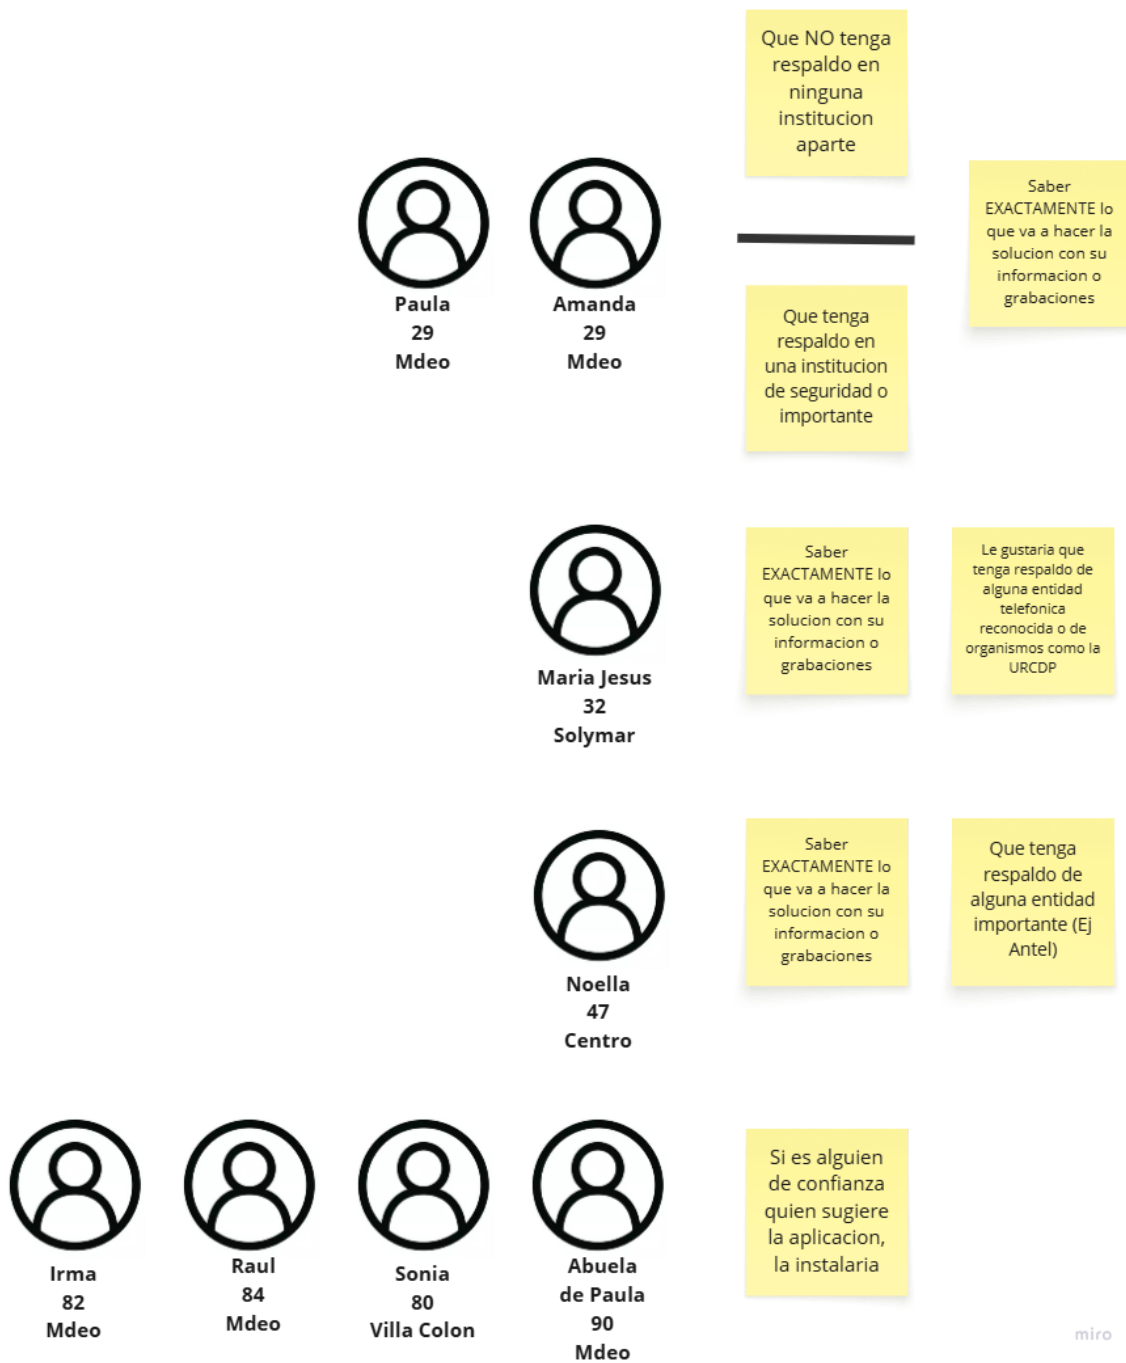 Que NO tenga
respaldo en
ninguna
institucion
aparte
Paula
29
Mdeo
Amanda
29
Mdeo
Que tenga
respaldo en
una institucion
de seguridad o
importante
Saber
EXACTAMENTE lo
que va a hacer la
solucion con su
informacion o
grabaciones
Maria Jesus
32
Solymar
Saber
EXACTAMENTE lo
que va a hacer la
solucion con su
informacion o
grabaciones
Le gustaria que
tenga respaldo de
alguna entidad
telefonica
reconocida o de
organismos como la
URCDP
Noella
47
Centro
Saber
EXACTAMENTE lo
que va a hacer la
solucion con su
informacion o
grabaciones
Que tenga
respaldo de
alguna entidad
importante (Ej
Antel)
Irma
82
Mdeo
Raul
84
Mdeo
Sonia
80
Villa Colon
Abuela
de Paula
90
Mdeo
Si es alguien
de confianza
quien sugiere
la aplicacion,
la instalaria
miro